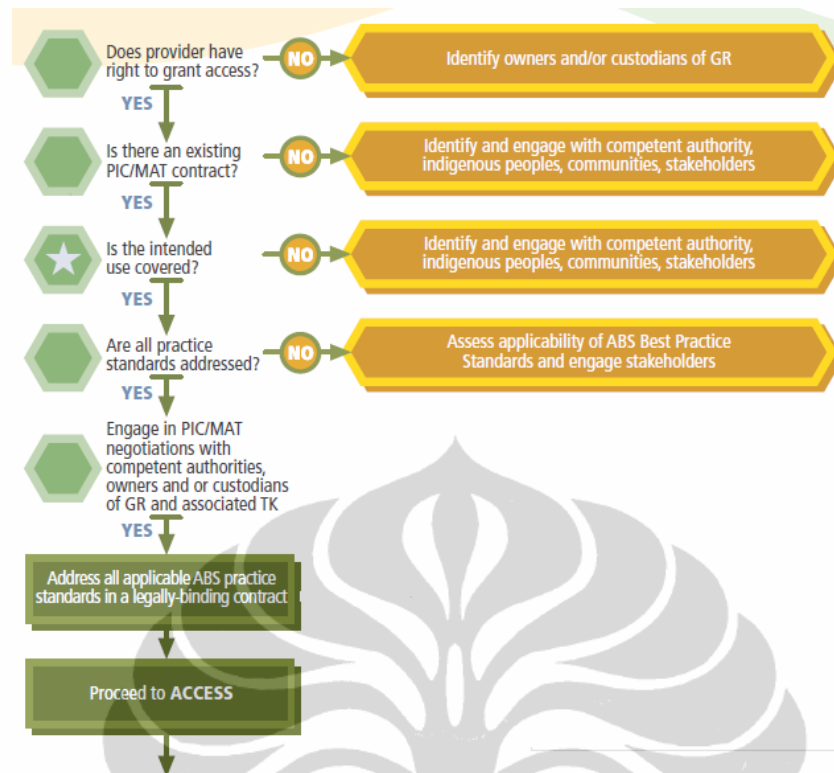 Does provider have
right to grant access?
NO
Identify owners and/or custodians of GR
YES
Is there an existing
PIC/MAT contract?
NO
Identify and engage with competent authority,
indigenous peoples, communities, stakeholders
YES
Is the intended
use covered?
NO
Identify and engage with competent authority,
indigenous peoples, communities, stakeholders
YES
Are all practice
standards addressed?
NO
Assess applicability of ABS Best Practice
Standards and engage stakeholders
YES
Engage in PIC/MAT
negotiations with
competent authorities,
owners and or custodians
of GR and associated TK
YES
Address all applicable ABS practice
standards in a legally-binding contract
Proceed to ACCESS